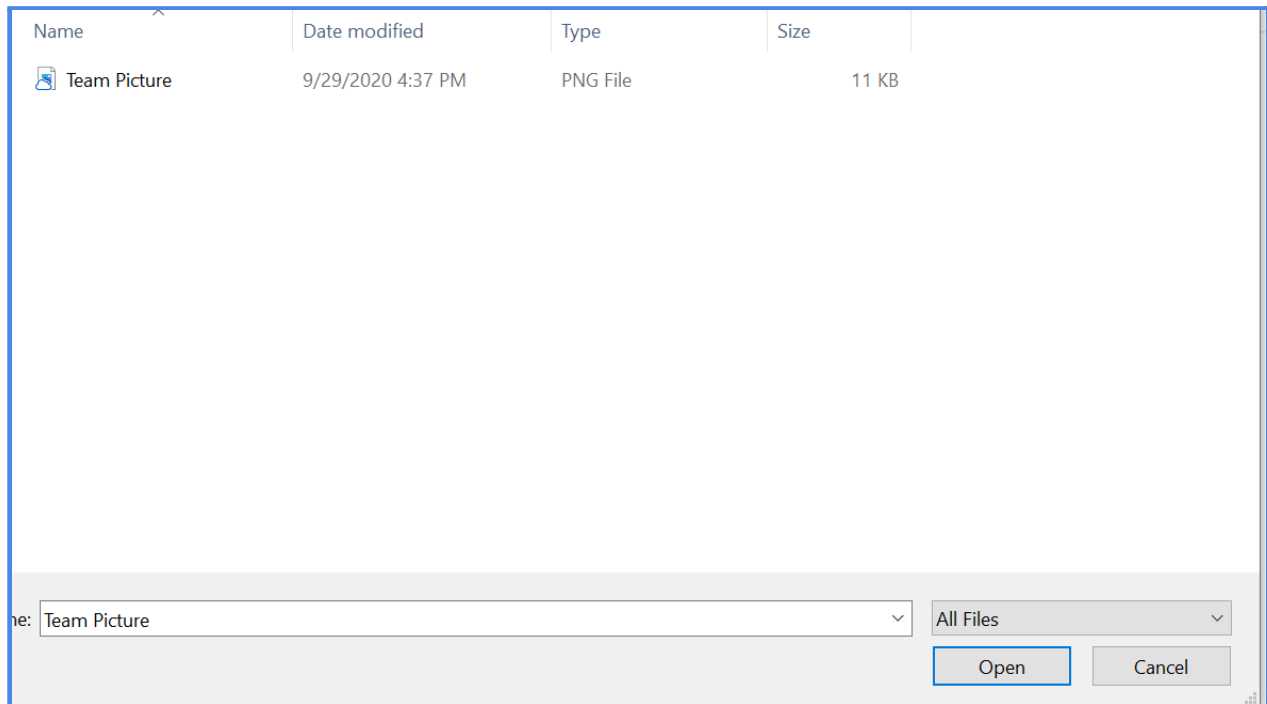 Name Date modified Type Size
Team Picture 9/29/2020 4:37 PM PNG File 11 KB
ne: Team Picture All Files
Open Cancel